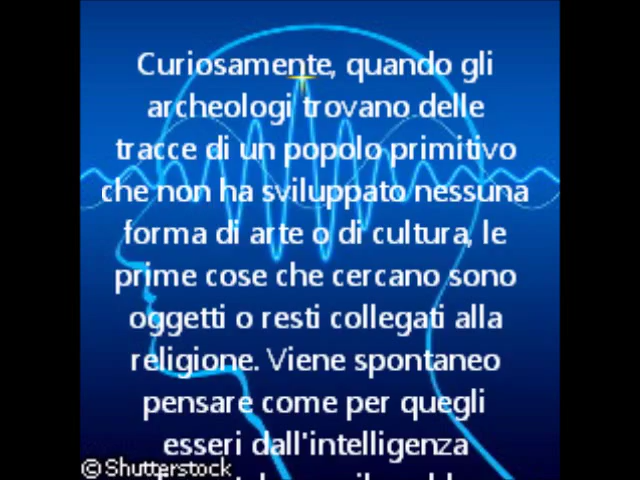 Curiosamente, quando gli
archeologi trovano delle
tracce di un popolo primitivo
che non ha sviluppato nessuna
forma di arte o di cultura, le
prime cose che cercano sono
oggetti o resti collegati alla
religione. Viene spontaneo
pensare come per quegli
esseri dall'intelligenza
© Shutterstock